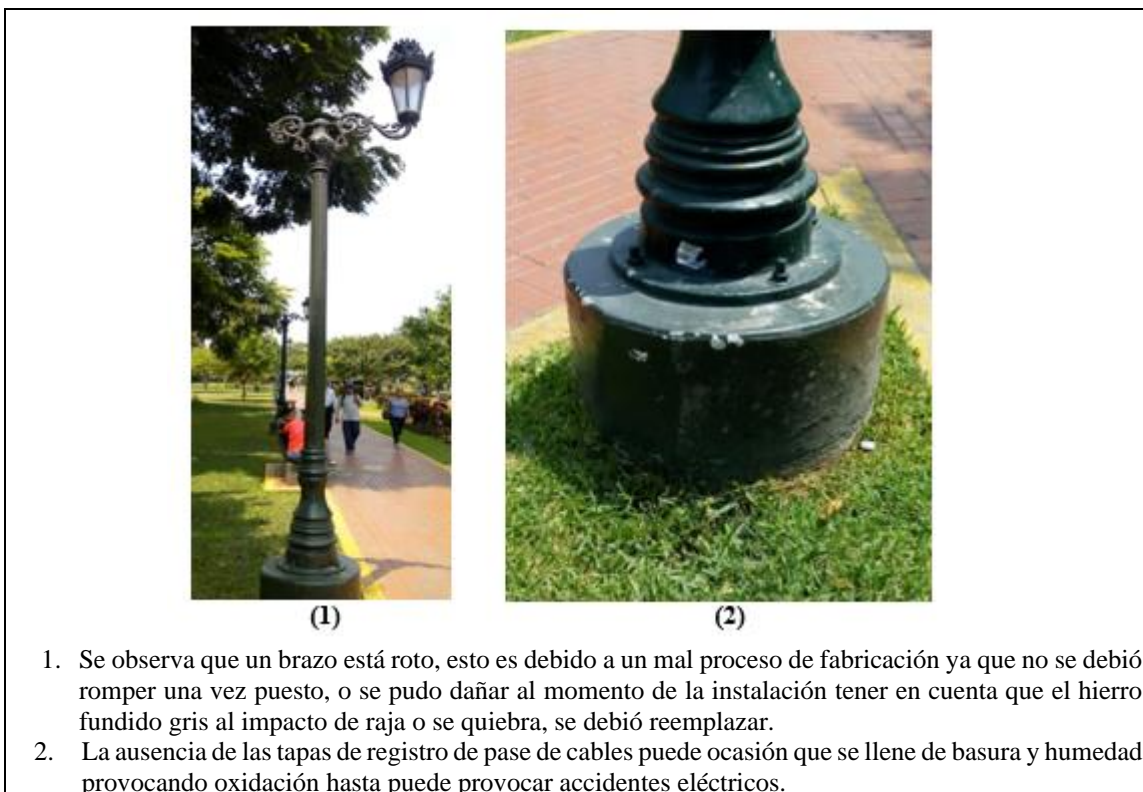 (1)
(2)
1. Se observa que un brazo está roto, esto es debido a un mal proceso de fabricación ya que no se debió
romper una vez puesto, o se pudo dañar al momento de la instalación tener en cuenta que el hierro
fundido gris al impacto de raja o se quiebra, se debió reemplazar.
2. La ausencia de las tapas de registro de pase de cables puede ocasión que se llene de basura y humedad
provocando oxidación hasta puede provocar accidentes eléctricos.